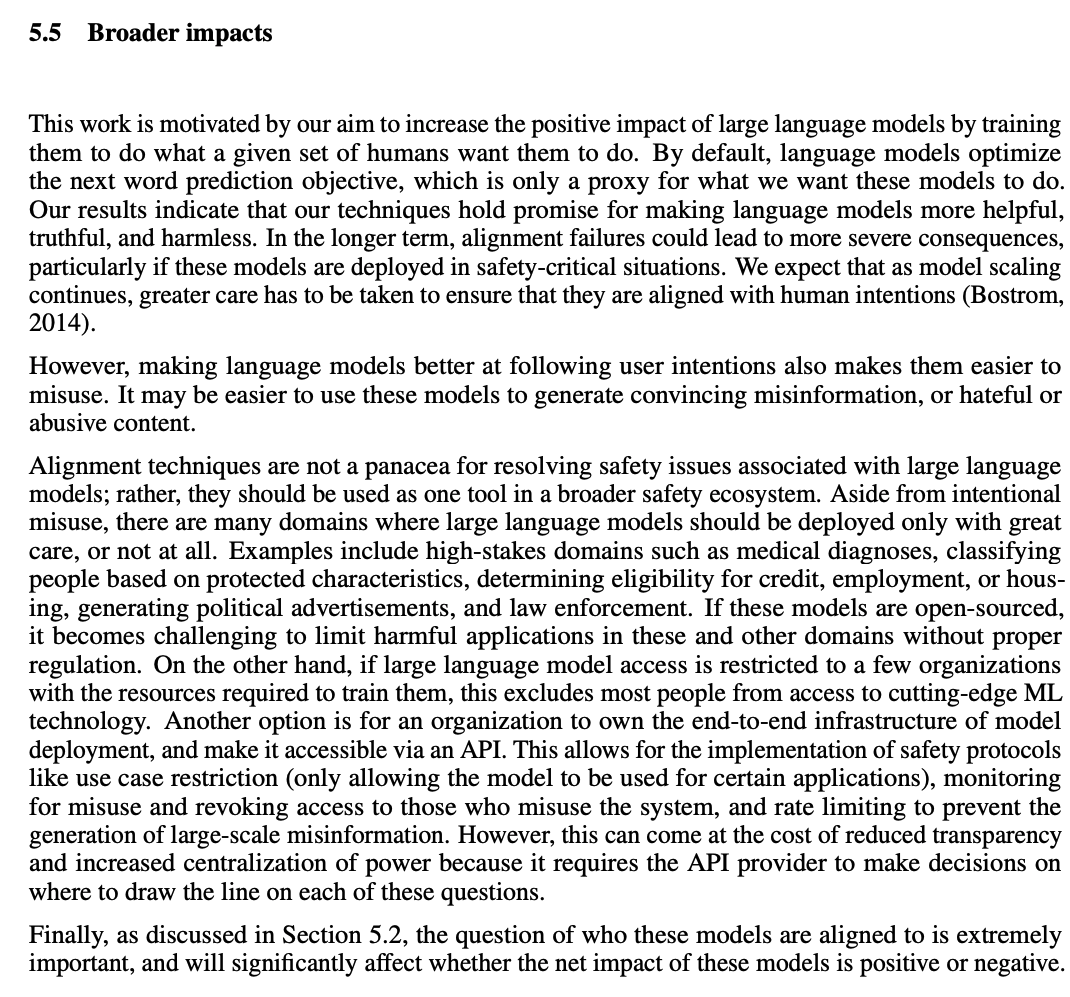 5.5 Broader impacts
This work is motivated by our aim to increase the positive impact of large language models by training
them to do what a given set of humans want them to do. By default, language models optimize
the next word prediction objective, which is only a proxy for what we want these models to do.
Our results indicate that our techniques hold promise for making language models more helpful,
truthful, and harmless. In the longer term, alignment failures could lead to more severe consequences,
particularly if these models are deployed in safety-critical situations. We expect that as model scaling
continues, greater care has to be taken to ensure that they are aligned with human intentions (Bostrom,
2014).
However, making language models better at following user intentions also makes them easier to
misuse. It may be easier to use these models to generate convincing misinformation, or hateful or
abusive content.
Alignment techniques are not a panacea for resolving safety issues associated with large language
models; rather, they should be used as one tool in a broader safety ecosystem. Aside from intentional
misuse, there are many domains where large language models should be deployed only with great
care, or not at all. Examples include high-stakes domains such as medical diagnoses, classifying
people based on protected characteristics, determining eligibility for credit, employment, or hous-
ing, generating political advertisements, and law enforcement. If these models are open-sourced,
it becomes challenging to limit harmful applications in these and other domains without proper
regulation. On the other hand, if large language model access is restricted to a few organizations
with the resources required to train them, this excludes most people from access to cutting-edge ML
technology. Another option is for an organization to own the end-to-end infrastructure of model
deployment, and make it accessible via an API. This allows for the implementation of safety protocols
like use case restriction (only allowing the model to be used for certain applications), monitoring
for misuse and revoking access to those who misuse the system, and rate limiting to prevent the
generation of large-scale misinformation. However, this can come at the cost of reduced transparency
and increased centralization of power because it requires the API provider to make decisions on
where to draw the line on each of these questions.
Finally, as discussed in Section 5.2, the question of who these models are aligned to is extremely
important, and will significantly affect whether the net impact of these models is positive or negative.